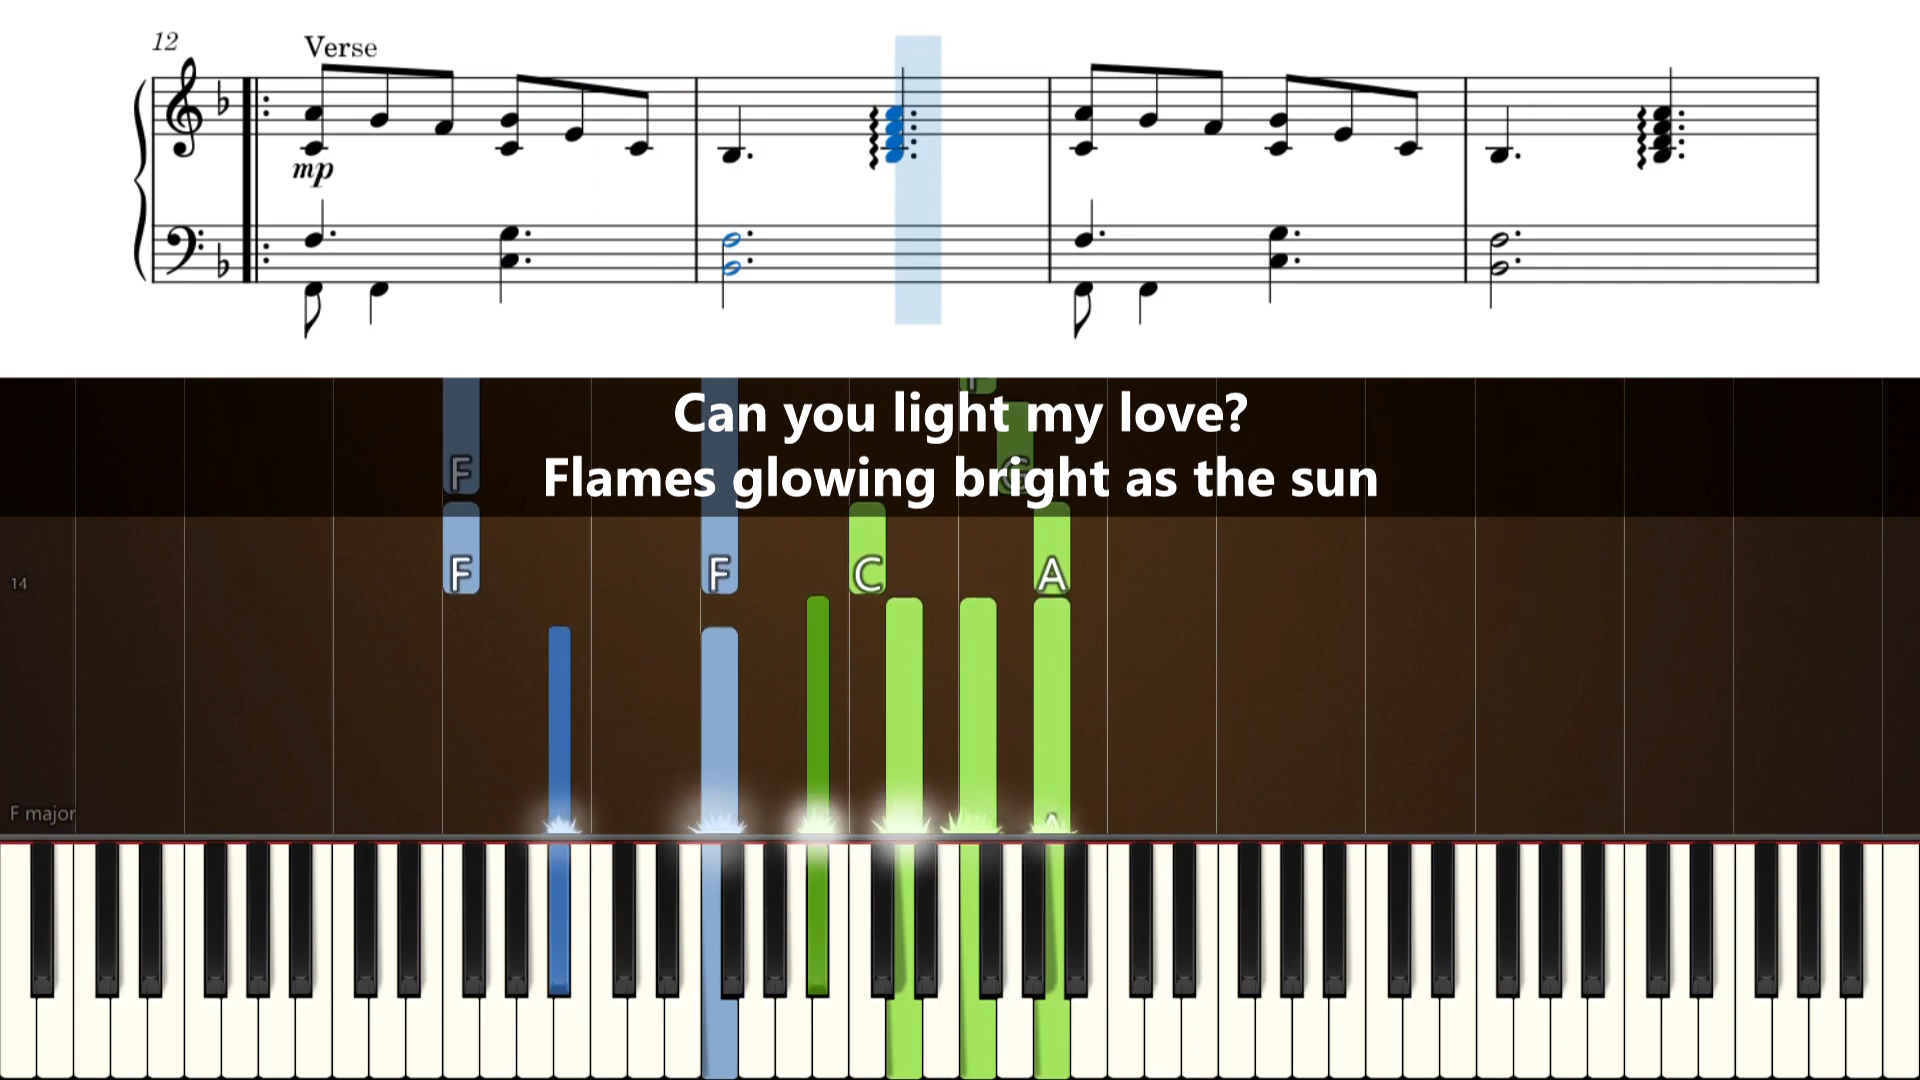 12
Verse
mp
Can you light my love?
Flames glowing bright as the sun
F
G
F F C A
14
F major
A